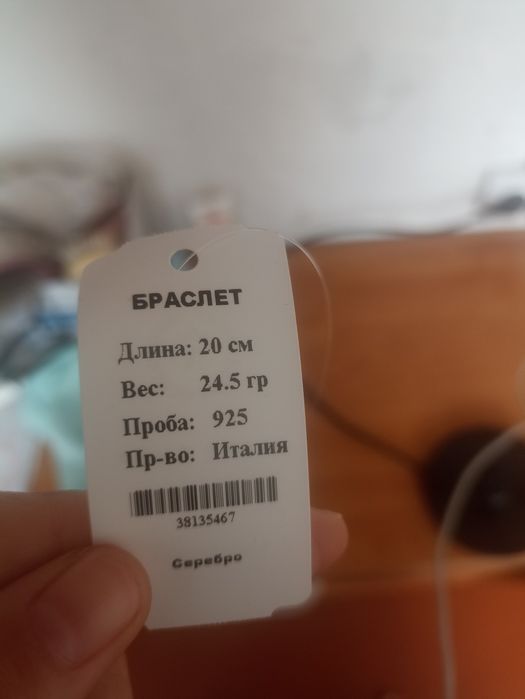 БРАСЛЕТ
Длина: 20 см
Вес: 24.5 гр
Проба: 925
Пр-во: Италия
38135467
Серебро